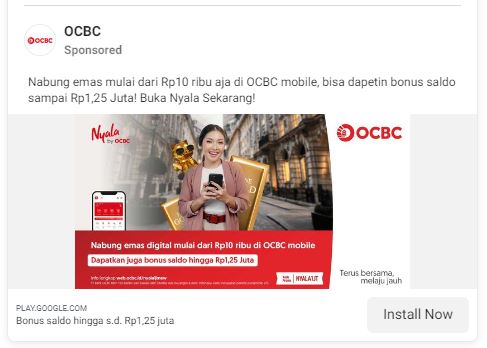 OCBC
OCBC
Sponsored
Nabung emas mulai dari Rp10 ribu aja di OCBC mobile, bisa dapetin bonus saldo
sampai Rp1,25 Juta! Buka Nyala Sekarang!
Nyala
by OCBC
OCBC
Nabung emas digital mulai dari Rp10 ribu di OCBC mobile
Dapatkan juga bonus saldo hingga Rp1,25 Juta
NYALAIJT
Terus bersama,
melaju jauh
PLAY.GOOGLE.COM
Bonus saldo hingga s.d. Rp1,25 juta
Install Now